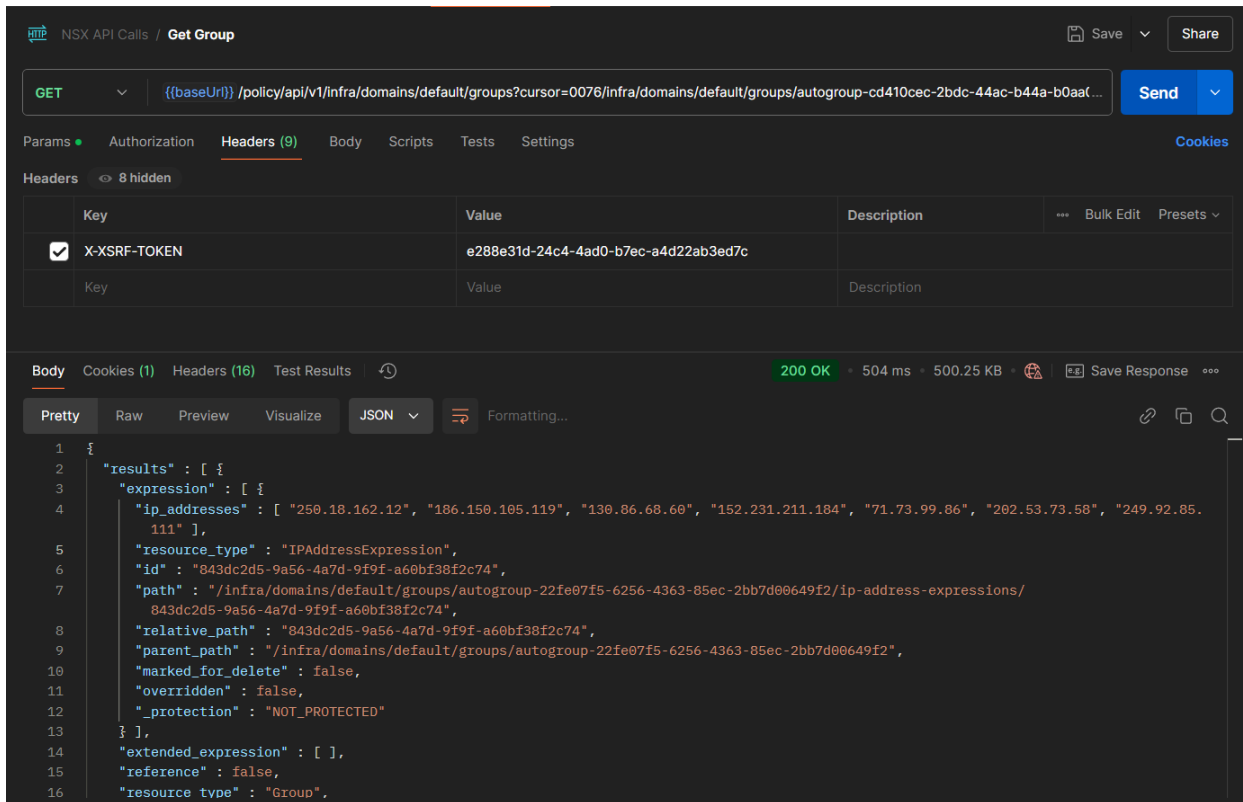 HTTP NSX API Calls / Get Group Save Share
GET {{baseUrl}} /policy/api/v1/infra/domains/default/groups?cursor=0076/infra/domains/default/groups/autogroup-cd410cec-2bdc-44ac-b44a-b0aa0... Send
Params Authorization Headers (9) Body Scripts Tests Settings Cookies
Headers 8 hidden
Key Value Description Bulk Edit Presets
X-XSRF-TOKEN e288e31d-24c4-4ad0-b7ec-a4d22ab3ed7c
Key Value Description
Body Cookies (1) Headers (16) Test Results 200 OK 504 ms 500.25 KB e.g. Save Response
Pretty Raw Preview Visualize JSON Formatting...
1 {
2 "results" : [ {
3 "expression" : [ {
4 "ip_addresses" : [ "250.18.162.12", "186.150.105.119", "130.86.68.60", "152.231.211.184", "71.73.99.86", "202.53.73.58", "249.92.85.
111" ],
5 "resource_type" : "IPAddressExpression",
6 "id" : "843dc2d5-9a56-4a7d-9f9f-a60bf38f2c74",
7 "path" : "/infra/domains/default/groups/autogroup-22fe07f5-6256-4363-85ec-2bb7d00649f2/ip-address-expressions/
843dc2d5-9a56-4a7d-9f9f-a60bf38f2c74",
8 "relative_path" : "843dc2d5-9a56-4a7d-9f9f-a60bf38f2c74",
9 "parent_path" : "/infra/domains/default/groups/autogroup-22fe07f5-6256-4363-85ec-2bb7d00649f2",
10 "marked_for_delete" : false,
11 "overridden" : false,
12 "_protection" : "NOT_PROTECTED"
13 } ],
14 "extended_expression" : [ ],
15 "reference" : false,
16 "resource_type" : "Group",